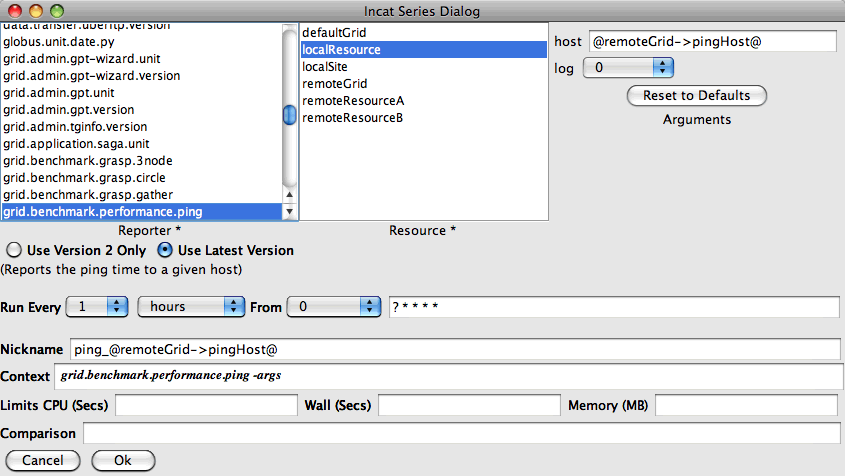 Incat Series Dialog
data.transfer.uberftp.version
globus.unit.date.py
grid.admin.gpt-wizard.unit
grid.admin.gpt-wizard.version
grid.admin.gpt.unit
grid.admin.gpt.version
grid.admin.tginfo.version
grid.application.saga.unit
grid.benchmark.grasp.3node
grid.benchmark.grasp.circle
grid.benchmark.grasp.gather
grid.benchmark.performance.ping
Reporter *
defaultGrid
localResource
localSite
remoteGrid
remoteResourceA
remoteResourceB
Resource *
host @remoteGrid->pingHost@
log 0
Reset to Defaults
Arguments
Use Version 2 Only Use Latest Version
(Reports the ping time to a given host)
Run Every 1 hours From 0 ? * * * *
Nickname ping_@remoteGrid->pingHost@
Context grid.benchmark.performance.ping -args
Limits CPU (Secs) Wall (Secs) Memory (MB)
Comparison
Cancel Ok